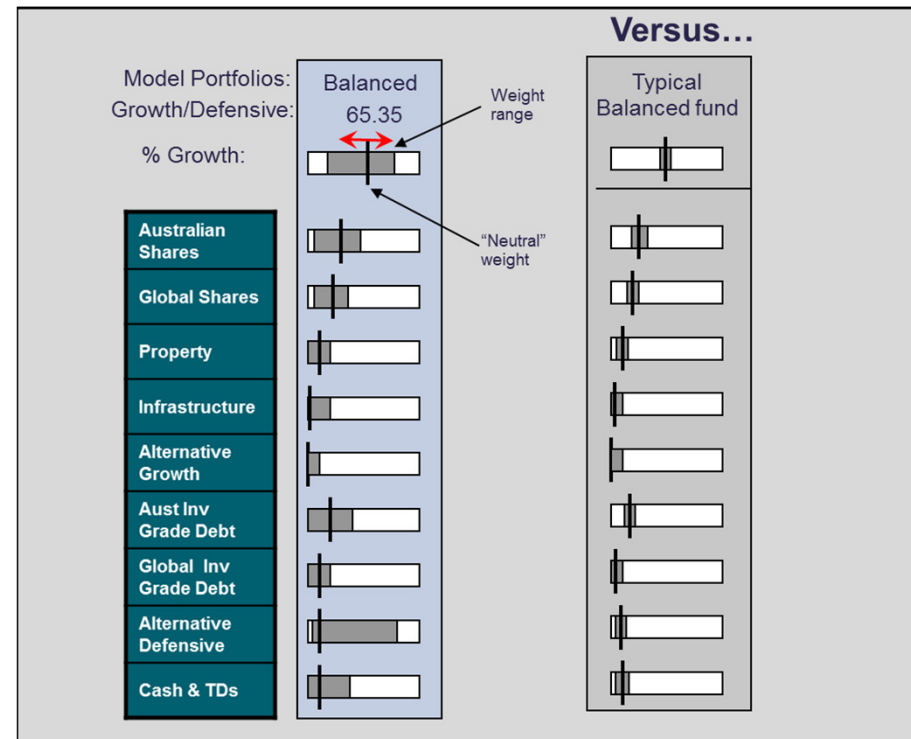 Versus…
Model Portfolios:
Growth/Defensive:
% Growth:
Balanced
65.35
Weight
range
"Neutral"
weight
Typical
Balanced fund
Australian
Shares
Global Shares
Property
Infrastructure
Alternative
Growth
Aust Inv
Grade Debt
Global Inv
Grade Debt
Alternative
Defensive
Cash & TDs